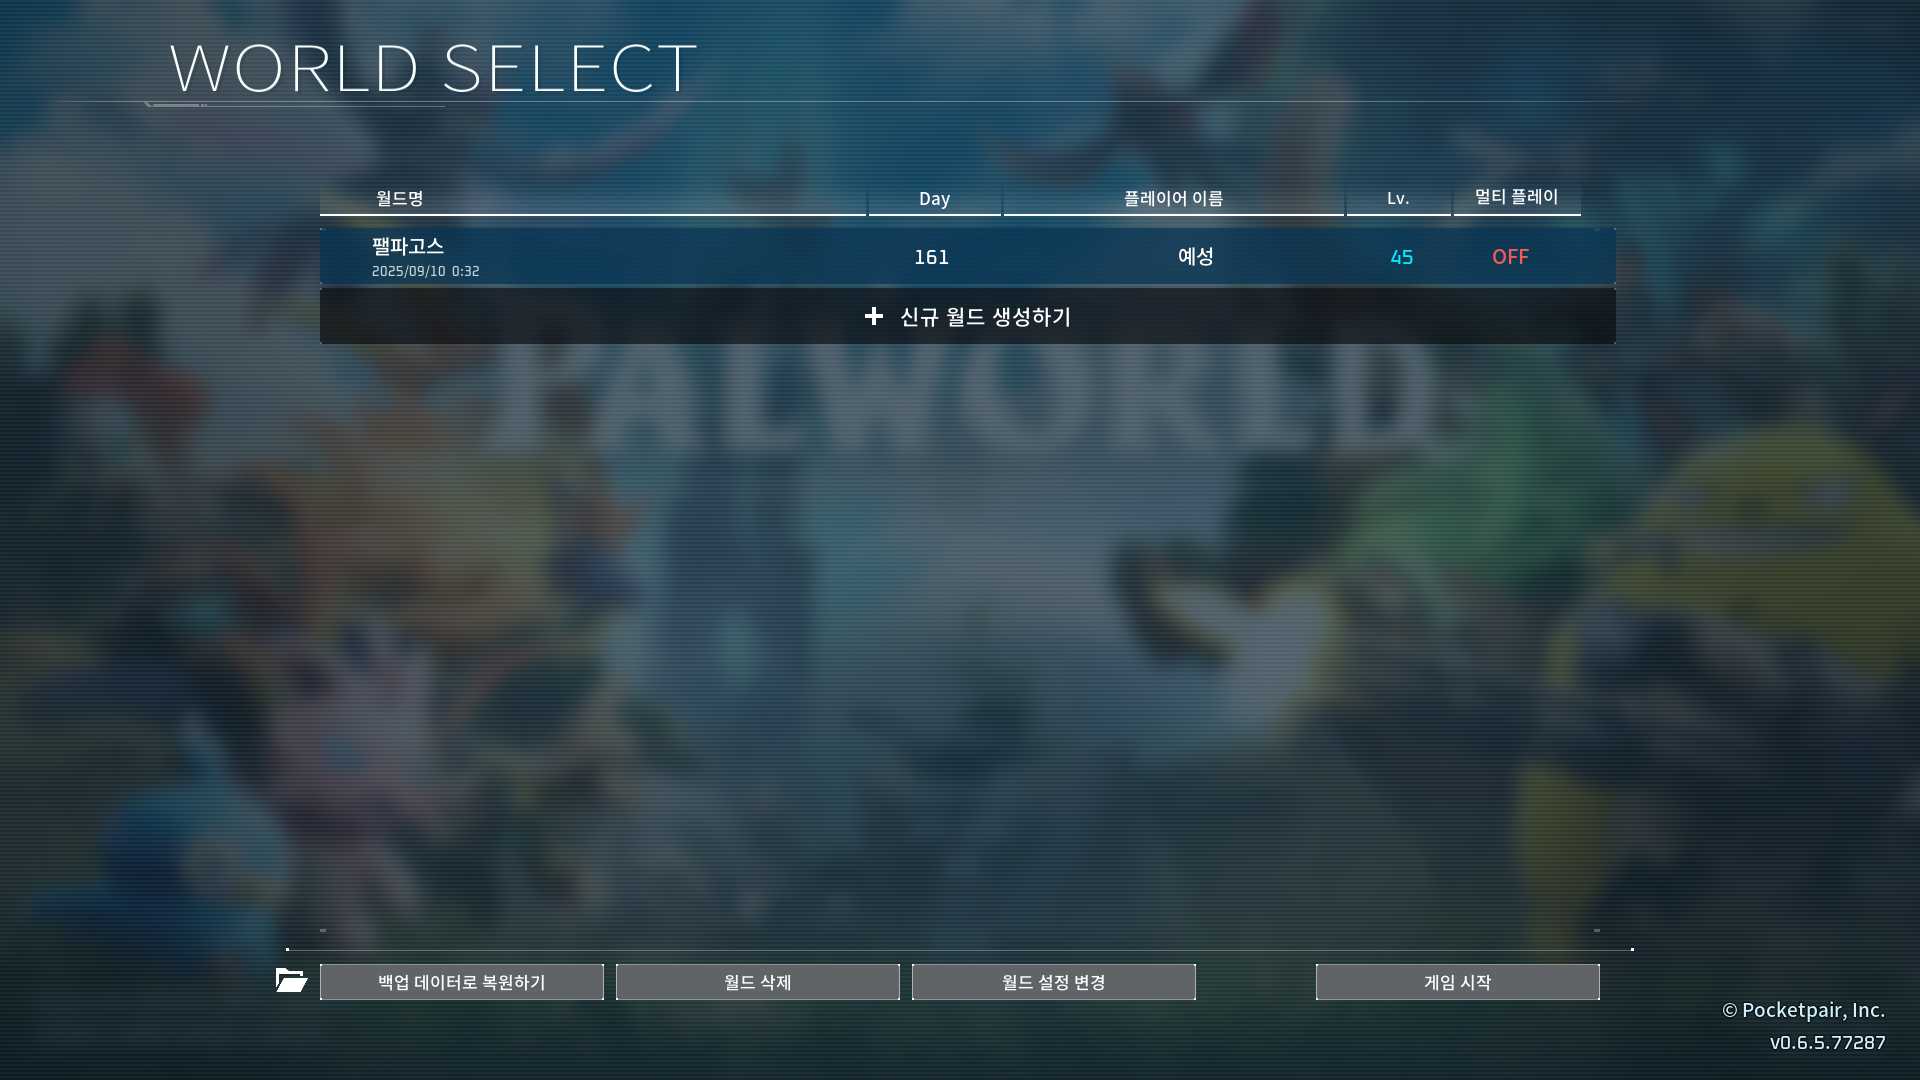 WORLD SELECT
월드명 Day 플레이어 이름 Lv. 멀티 플레이
팰파고스 161 예성 45 OFF
2025/09/10 0:32
+ 신규 월드 생성하기
PALWORLD
백업 데이터로 복원하기 월드 삭제 월드 설정 변경 게임 시작
© Pocketpair, Inc.
v0.6.5.77287